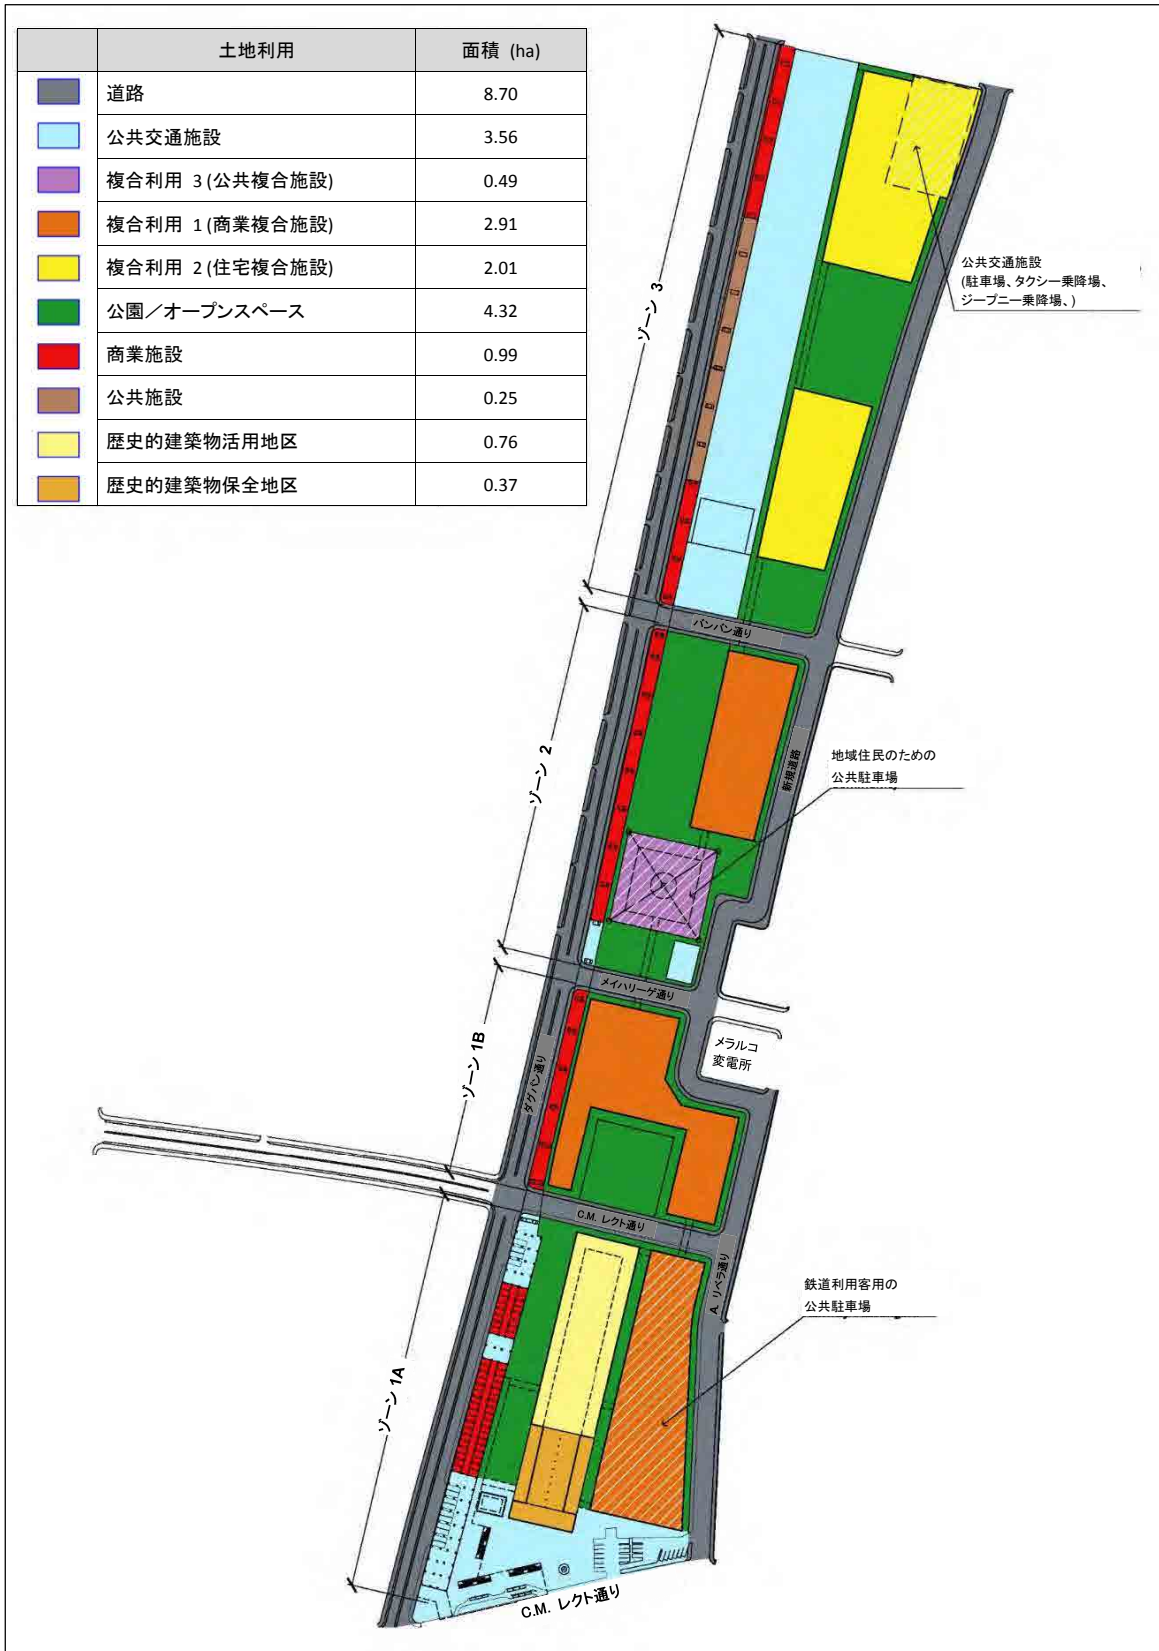 土地利用 面積 (ha)
道路 8.70
公共交通施設 3.56
複合利用 3 (公共複合施設) 0.49
複合利用 1 (商業複合施設) 2.91
複合利用 2 (住宅複合施設) 2.01
公園／オープンスペース 4.32
商業施設 0.99
公共施設 0.25
歴史的建築物活用地区 0.76
歴史的建築物保全地区 0.37
ゾーン 3
公共交通施設
(駐車場、タクシー乗降場、
ジープニー乗降場、)
バンバン通り
ゾーン 2
新規道路
地域住民のための
公共駐車場
メイハリーゲ通り
ゾーン 1B
ダグパン通り
メラルコ
変電所
C.M. レクト通り
A. リベラ通り
ゾーン 1A
鉄道利用客用の
公共駐車場
C.M. レクト通り